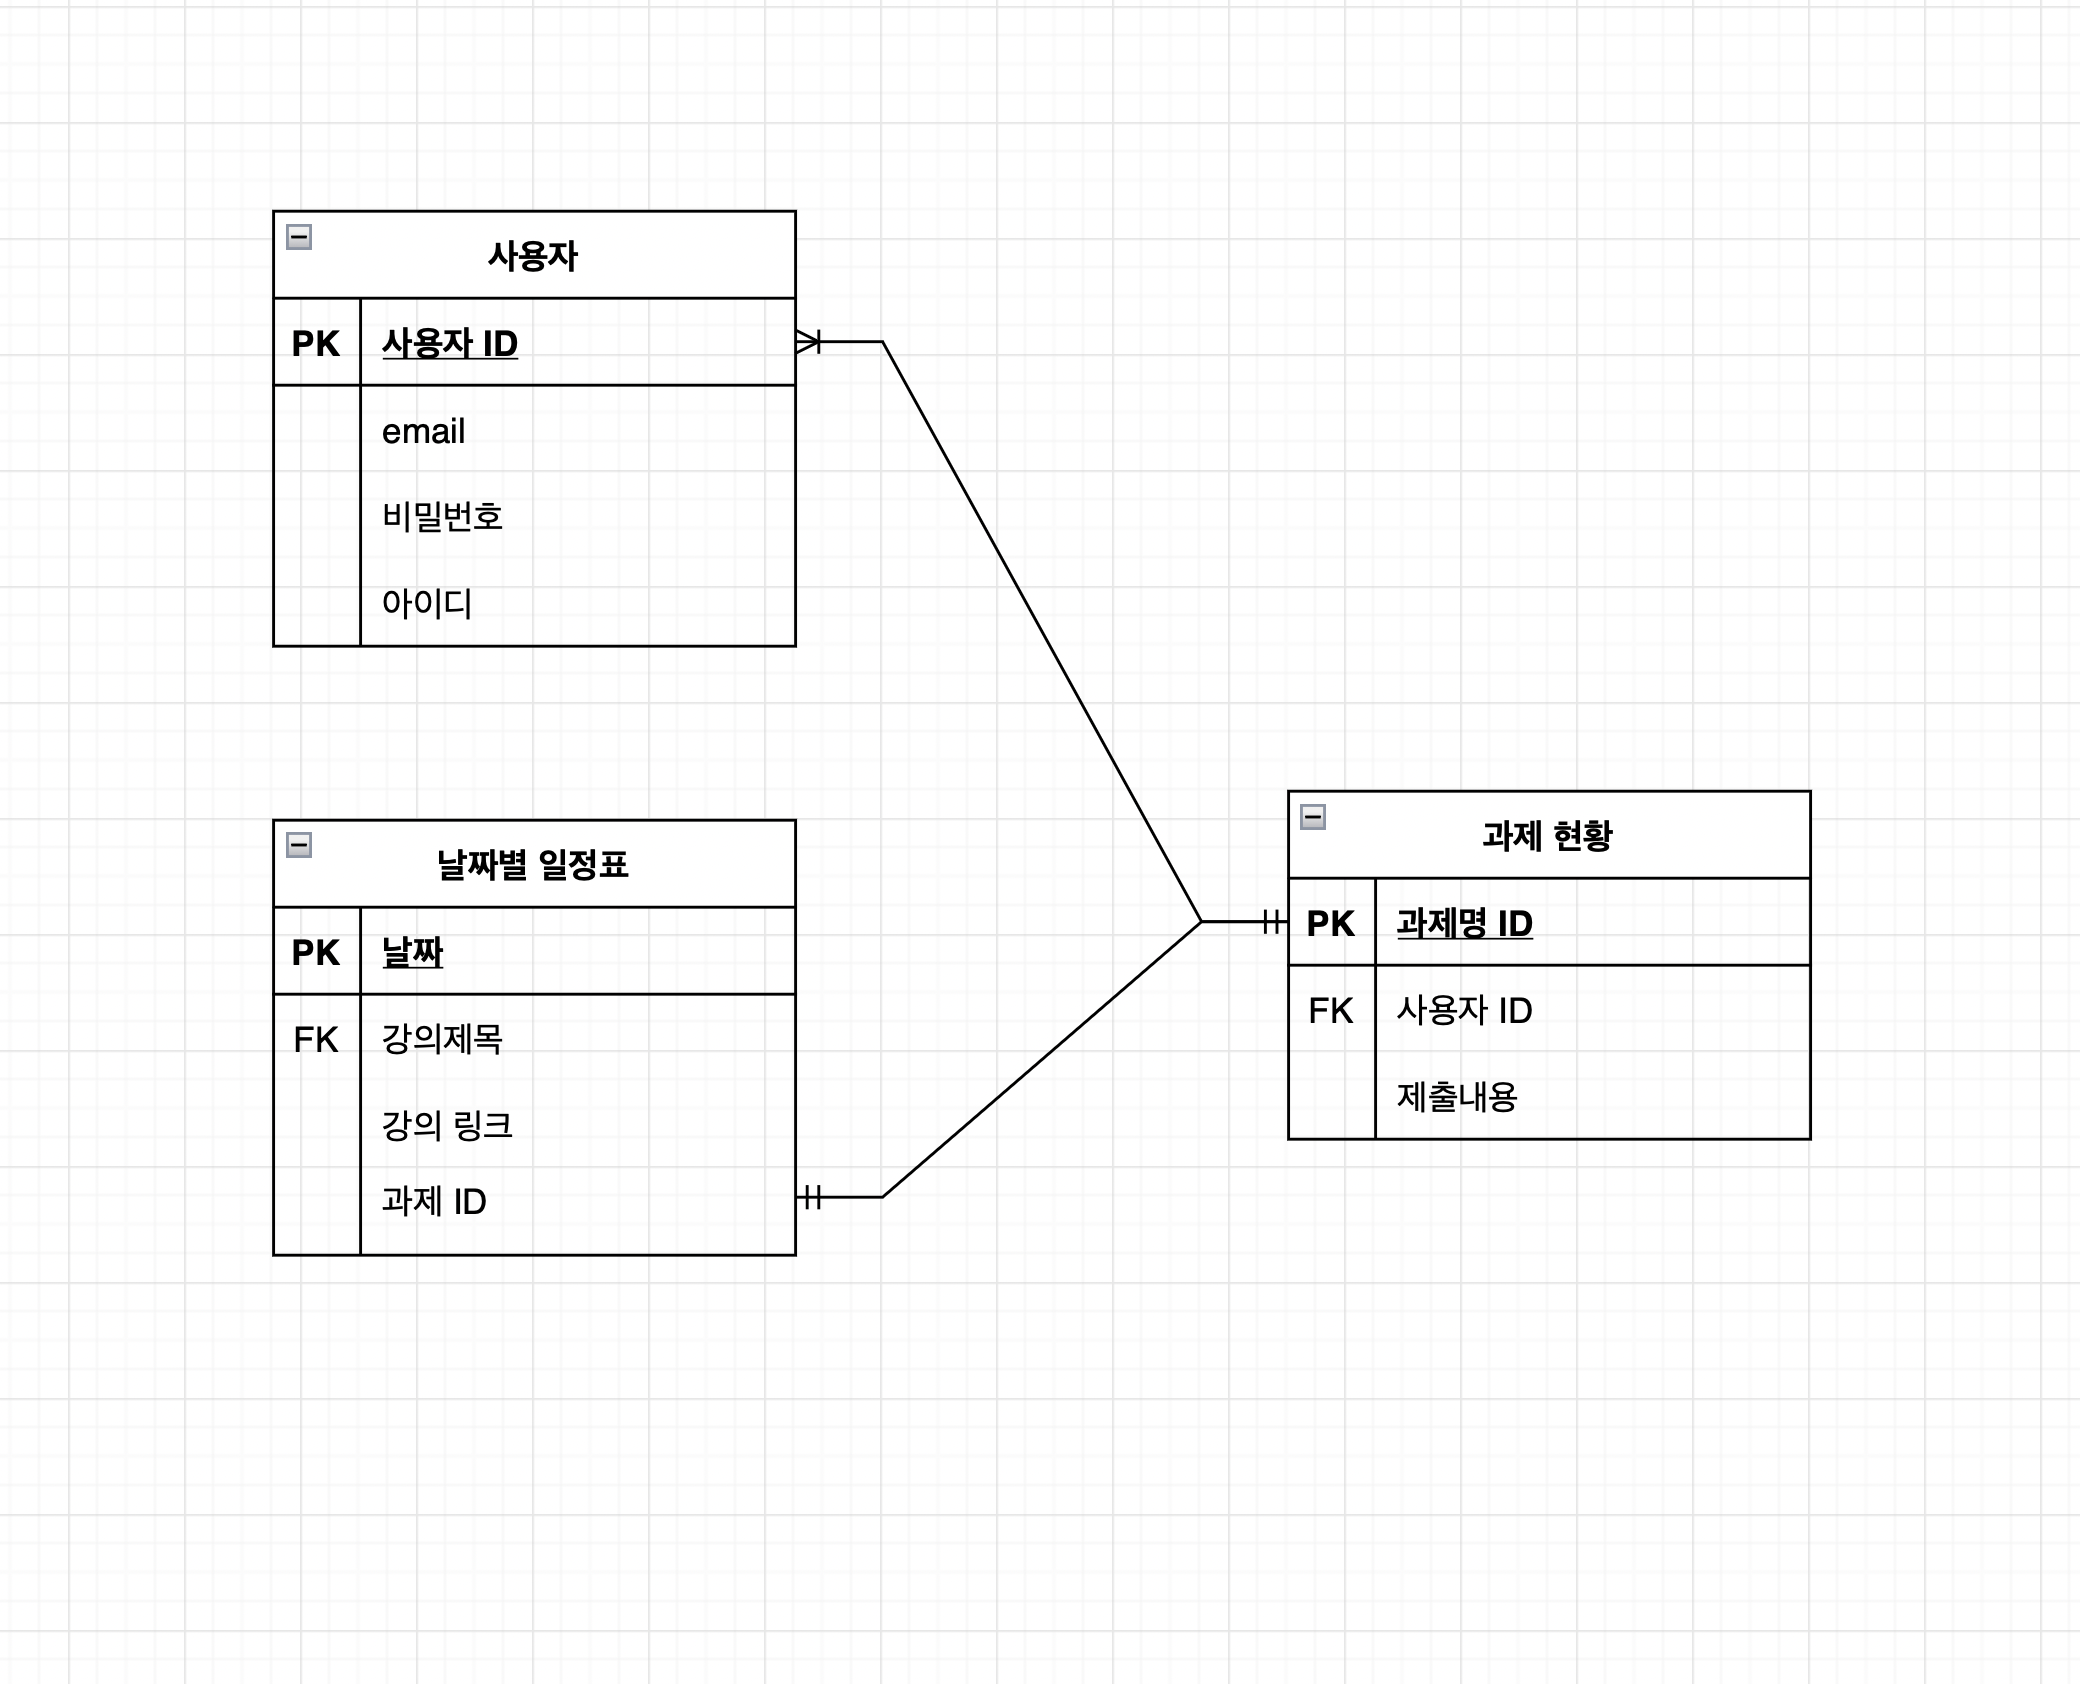 사용자
PK 사용자 ID
email
비밀번호
아이디
날짜별 일정표
PK 날짜
FK 강의제목
강의 링크
과제 ID
과제 현황
PK 과제명 ID
FK 사용자 ID
제출내용